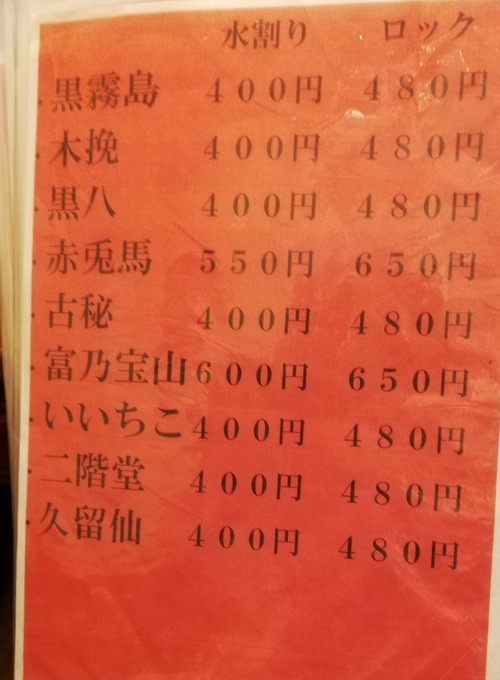 水割り ロック
・黒霧島 400円 480円
・木挽 400円 480円
・黒八 400円 480円
・赤兎馬 550円 650円
・古秘 400円 480円
・富乃宝山 600円 650円
・いいちこ 400円 480円
・二階堂 400円 480円
・久留仙 400円 480円